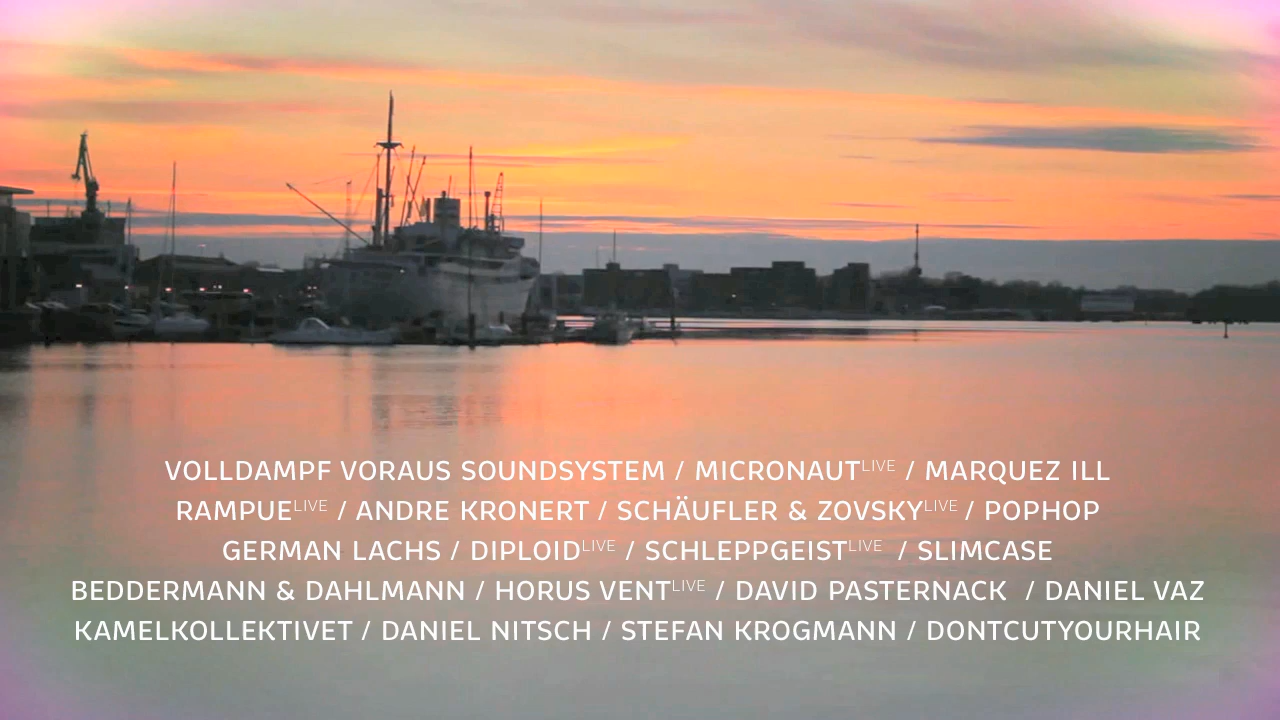 VOLLDAMPF VORAUS SOUNDSYSTEM / MICRONAUTLIVE / MARQUEZ ILL
RAMPUELIVE / ANDRE KRONERT / SCHÄUFLER & ZOVSKYLIVE / POPHOP
GERMAN LACHS / DIPLOIDLIVE / SCHLEPPGEISTLIVE / SLIMCASE
BEDDERMANN & DAHLMANN / HORUS VENTLIVE / DAVID PASTERNACK / DANIEL VAZ
KAMELKOLLEKTIVET / DANIEL NITSCH / STEFAN KROGMANN / DONTCUTYOURHAIR